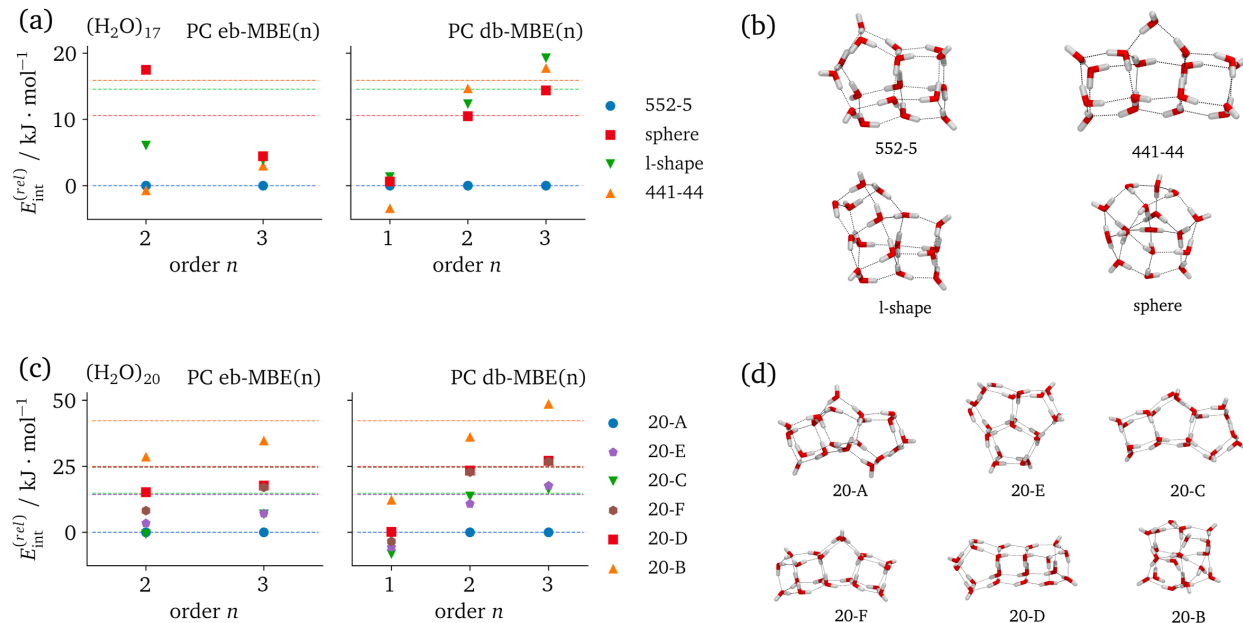 (a)
(H₂O)₁₇ PC eb-MBE(n)
PC db-MBE(n)
E_int^(rel) / kJ · mol⁻¹
20
10
0
2 3
order n
1 2 3
order n
552-5
sphere
l-shape
441-44
(b)
552-5
441-44
l-shape
sphere
(c)
(H₂O)₂₀ PC eb-MBE(n)
PC db-MBE(n)
E_int^(rel) / kJ · mol⁻¹
50
25
0
2 3
order n
1 2 3
order n
20-A
20-E
20-C
20-F
20-D
20-B
(d)
20-A 20-E 20-C
20-F 20-D 20-B